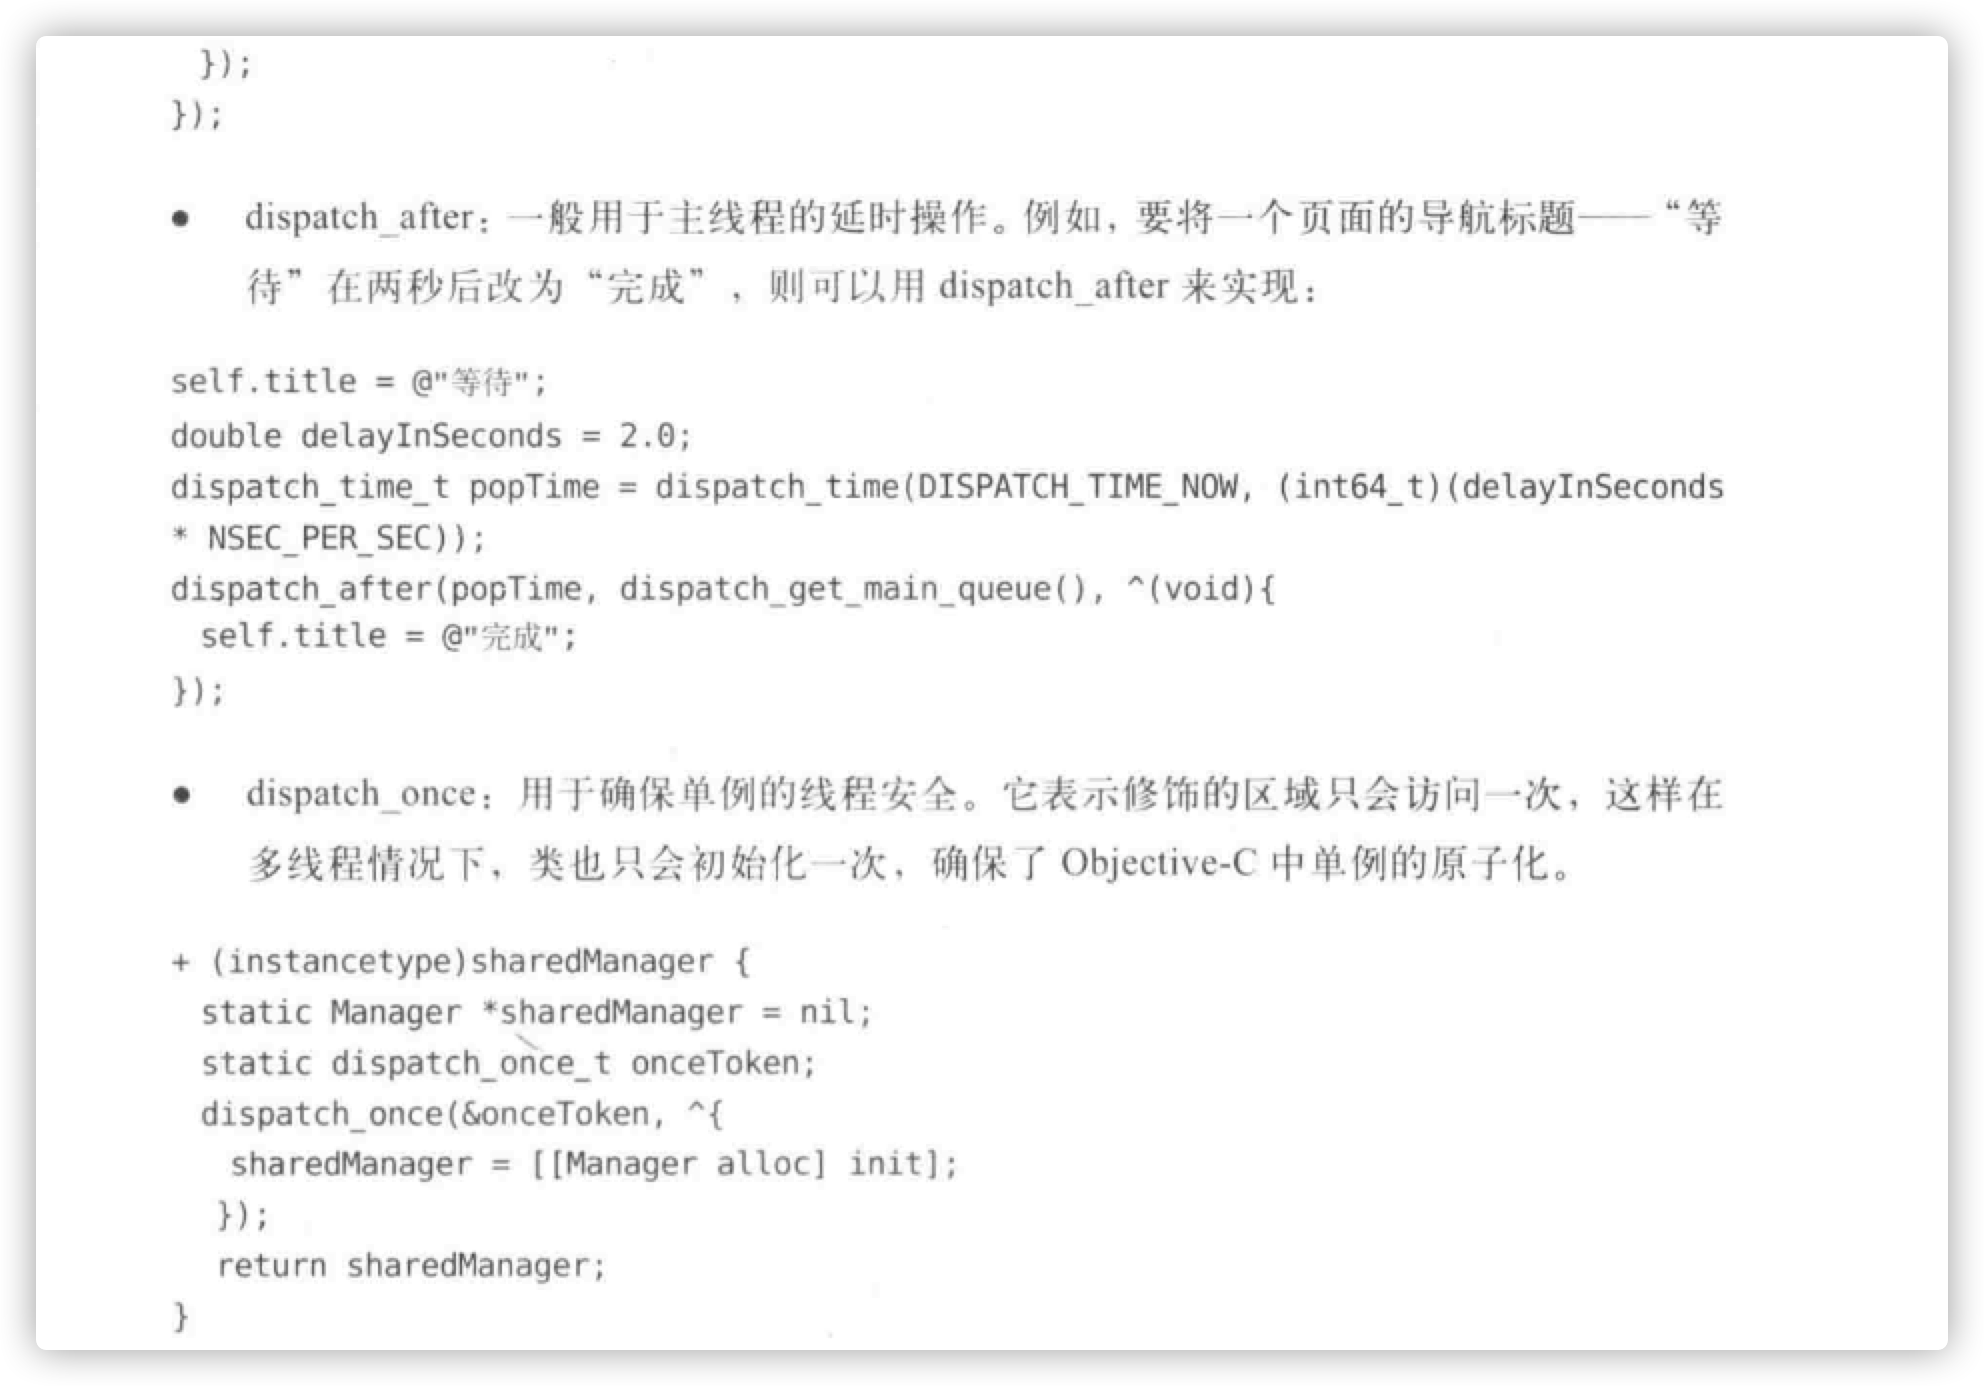 });
});
● dispatch_after：一般用于主线程的延时操作。例如，要将一个页面的导航标题——“等
待”在两秒后改为“完成”，则可以用 dispatch_after 来实现：
self.title = @"等待";
double delayInSeconds = 2.0;
dispatch_time_t popTime = dispatch_time(DISPATCH_TIME_NOW, (int64_t)(delayInSeconds
* NSEC_PER_SEC));
dispatch_after(popTime, dispatch_get_main_queue(), ^(void){
self.title = @"完成";
});
● dispatch_once：用于确保单例的线程安全。它表示修饰的区域只会访问一次，这样在
多线程情况下，类也只会初始化一次，确保了 Objective-C 中单例的原子化。
+ (instancetype)sharedManager {
static Manager *sharedManager = nil;
static dispatch_once_t onceToken;
dispatch_once(&onceToken, ^{
sharedManager = [[Manager alloc] init];
});
return sharedManager;
}